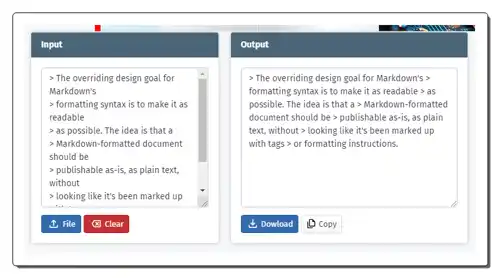 Input
> The overriding design goal for
Markdown's
> formatting syntax is to make it as
readable
> as possible. The idea is that a
> Markdown-formatted document
should be
> publishable as-is, as plain text,
without
> looking like it's been marked up
File
Clear
Output
> The overriding design goal for Markdown's >
formatting syntax is to make it as readable > as
possible. The idea is that a > Markdown-formatted
document should be > publishable as-is, as plain
text, without > looking like it's been marked up
with tags > or formatting instructions.
Dowload
Copy